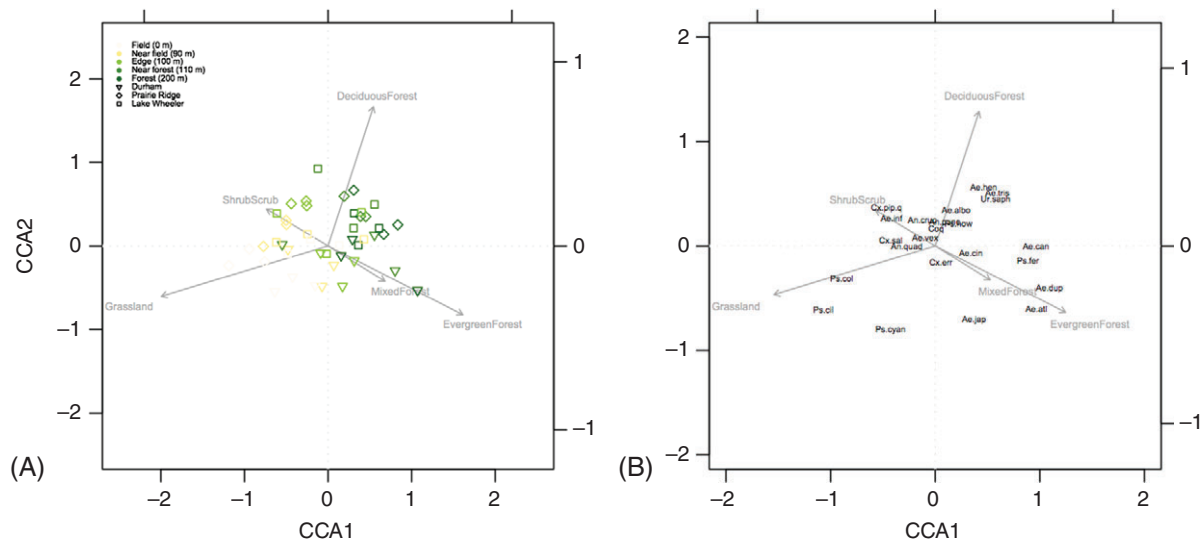 Field (0 m)
Near field (90 m)
Edge (100 m)
Near forest (110 m)
Forest (200 m)
Durham
Prairie Ridge
Lake Wheeler
DeciduousForest
ShrubScrub
Grassland
MixedForest
EvergreenForest
2
1
0
−1
−2
1
0
−1
−2
−1
0
1
2
CCA2
CCA1
(A)
DeciduousForest
ShrubScrub
Grassland
MixedForest
EvergreenForest
Ae.hen
Ae.tris
Ur.saph
Cx.pip.q
Ae.albo
Ae.inf
An.crup
Ps.how
Coq
Ae.vex
Cx.sal
An.quad
Ae.can
Ae.cin
Cx.err
Ps.fer
Ps.col
Ae.dup
Ps.cil
Ae.atl
Ae.jap
Ps.cyan
2
1
0
−1
−2
1
0
−1
−2
−1
0
1
2
CCA1
(B)